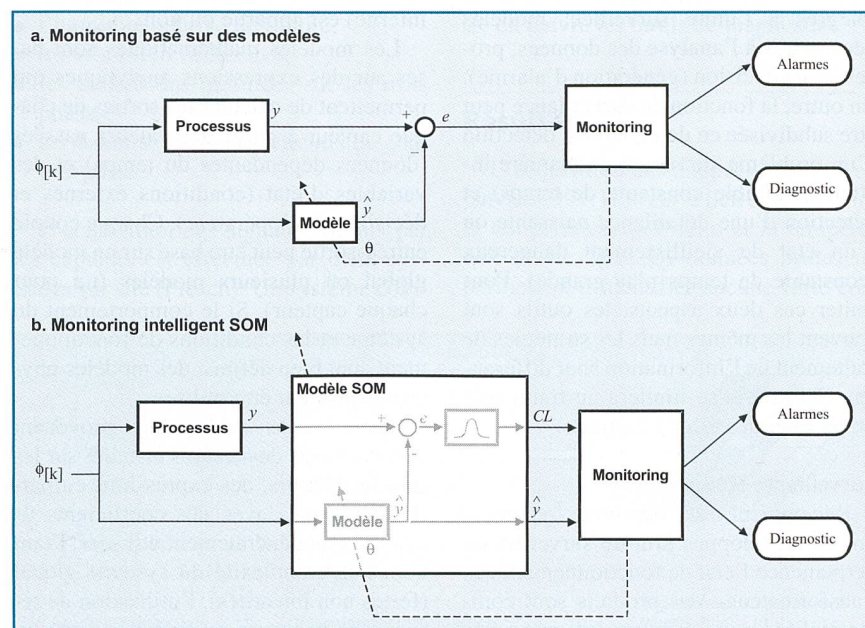 a. Monitoring basé sur des modèles
Alarmes
Processus
y
+
e
Monitoring
ϕ[k]
Modèle
ŷ
-
θ
Diagnostic
b. Monitoring intelligent SOM
Modèle SOM
Alarmes
Processus
y
+
e
CL
-
Monitoring
ϕ[k]
Modèle
ŷ
ŷ
θ
Diagnostic